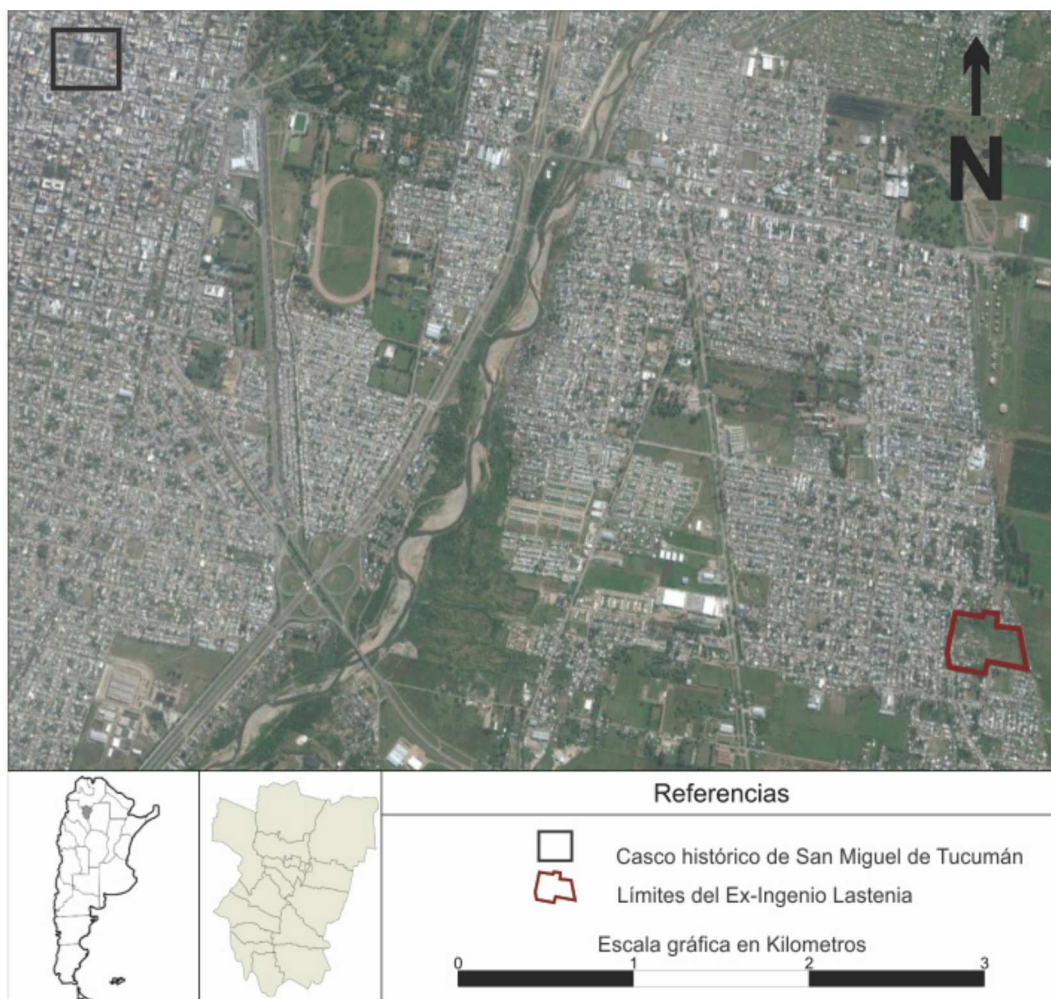 N
Referencias
Casco histórico de San Miguel de Tucumán
Límites del Ex-Ingenio Lastenia
Escala gráfica en Kilometros
0 1 2 3